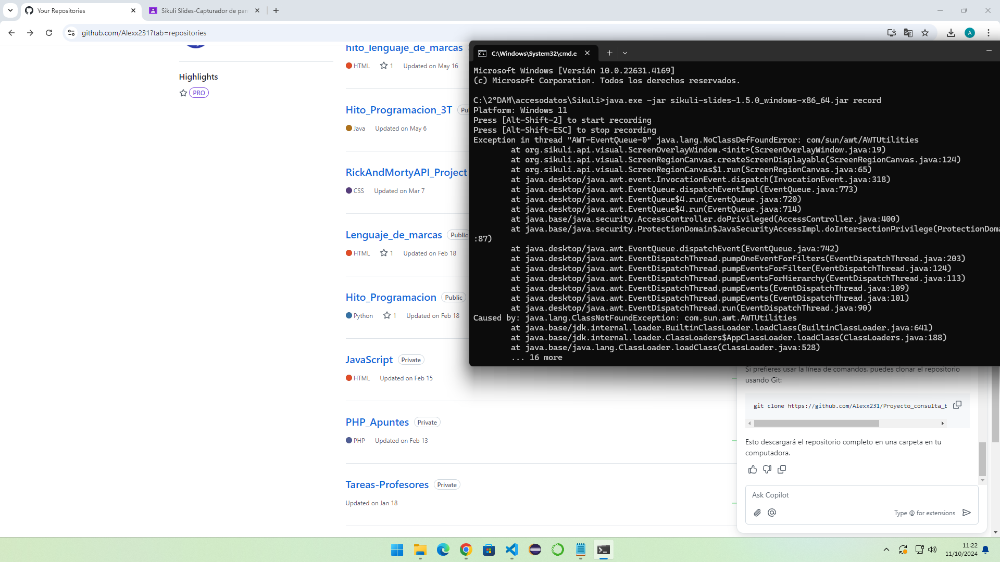 Your Repositories
Sikuli Slides-Capturador de pan
github.com/Alexx231?tab=repositories
A
Highlights
PRO
hito_lenguaje_de_marcas
HTML 1 Updated on May 16
Hito_Programacion_3T
Java Updated on May 6
RickAndMortyAPI_Project
CSS Updated on Mar 7
Lenguaje_de_marcas Public
HTML 1 Updated on Feb 18
Hito_Programacion Public
Python 1 Updated on Feb 18
JavaScript Private
HTML Updated on Feb 15
PHP_Apuntes Private
PHP Updated on Feb 13
Tareas-Profesores Private
Updated on Jan 18
C:\Windows\System32\cmd.e
Microsoft Windows [Versión 10.0.22631.4169]
(c) Microsoft Corporation. Todos los derechos reservados.
C:\2°DAM\accesodatos\Sikuli>java.exe -jar sikuli-slides-1.5.0_windows-x86_64.jar record
Platform: Windows 11
Press [Alt-Shift-2] to start recording
Press [Alt-Shift-ESC] to stop recording
Exception in thread "AWT-EventQueue-0" java.lang.NoClassDefFoundError: com/sun/awt/AWTUtilities
at org.sikuli.api.visual.ScreenOverlayWindow.<init>(ScreenOverlayWindow.java:19)
at org.sikuli.api.visual.ScreenRegionCanvas.createScreenDisplayable(ScreenRegionCanvas.java:124)
at org.sikuli.api.visual.ScreenRegionCanvas$1.run(ScreenRegionCanvas.java:65)
at java.desktop/java.awt.event.InvocationEvent.dispatch(InvocationEvent.java:318)
at java.desktop/java.awt.EventQueue.dispatchEventImpl(EventQueue.java:773)
at java.desktop/java.awt.EventQueue$4.run(EventQueue.java:720)
at java.desktop/java.awt.EventQueue$4.run(EventQueue.java:714)
at java.base/java.security.AccessController.doPrivileged(AccessController.java:400)
at java.base/java.security.ProtectionDomain$JavaSecurityAccessImpl.doIntersectionPrivilege(ProtectionDoma
:87)
at java.desktop/java.awt.EventQueue.dispatchEvent(EventQueue.java:742)
at java.desktop/java.awt.EventDispatchThread.pumpOneEventForFilters(EventDispatchThread.java:203)
at java.desktop/java.awt.EventDispatchThread.pumpEventsForFilter(EventDispatchThread.java:124)
at java.desktop/java.awt.EventDispatchThread.pumpEventsForHierarchy(EventDispatchThread.java:113)
at java.desktop/java.awt.EventDispatchThread.pumpEvents(EventDispatchThread.java:109)
at java.desktop/java.awt.EventDispatchThread.pumpEvents(EventDispatchThread.java:101)
at java.desktop/java.awt.EventDispatchThread.run(EventDispatchThread.java:90)
Caused by: java.lang.ClassNotFoundException: com.sun.awt.AWTUtilities
at java.base/jdk.internal.loader.BuiltinClassLoader.loadClass(BuiltinClassLoader.java:641)
at java.base/jdk.internal.loader.ClassLoaders$AppClassLoader.loadClass(ClassLoaders.java:188)
at java.base/java.lang.ClassLoader.loadClass(ClassLoader.java:528)
... 16 more
Si prefieres usar la línea de comandos, puedes clonar el repositorio
usando Git:
git clone https://github.com/Alexx231/Proyecto_consulta_b
Esto descargará el repositorio completo en una carpeta en tu
computadora.
Ask Copilot
Type @ for extensions
11:22
11/10/2024